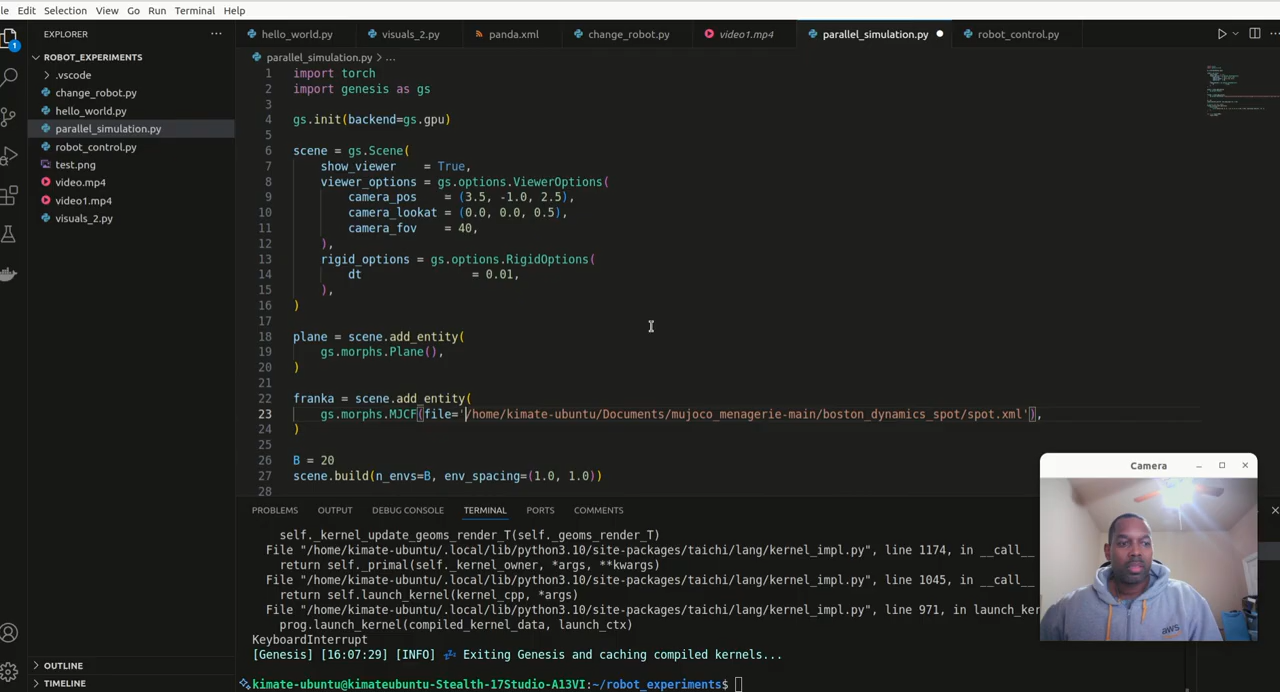 le Edit Selection View Go Run Terminal Help
EXPLORER ...
hello_world.py visuals_2.py panda.xml change_robot.py video1.mp4 parallel_simulation.py robot_control.py
1
ROBOT_EXPERIMENTS
.vscode
change_robot.py
hello_world.py
parallel_simulation.py
robot_control.py
test.png
video.mp4
video1.mp4
visuals_2.py
OUTLINE
TIMELINE
parallel_simulation.py > ...
1 import torch
2 import genesis as gs
3
4 gs.init(backend=gs.gpu)
5
6 scene = gs.Scene(
7 show_viewer = True,
8 viewer_options = gs.options.ViewerOptions(
9 camera_pos = (3.5, -1.0, 2.5),
10 camera_lookat = (0.0, 0.0, 0.5),
11 camera_fov = 40,
12 ),
13 rigid_options = gs.options.RigidOptions(
14 dt = 0.01,
15 ),
16 )
17
18 plane = scene.add_entity(
19 gs.morphs.Plane(),
20 )
21
22 franka = scene.add_entity(
23 gs.morphs.MJCF(file='/home/kimate-ubuntu/Documents/mujoco_menagerie-main/boston_dynamics_spot/spot.xml'),
24 )
25
26 B = 20
27 scene.build(n_envs=B, env_spacing=(1.0, 1.0))
28
PROBLEMS OUTPUT DEBUG CONSOLE TERMINAL PORTS COMMENTS
self._kernel_update_geoms_render_T(self._geoms_render_T)
File "/home/kimate-ubuntu/.local/lib/python3.10/site-packages/taichi/lang/kernel_impl.py", line 1174, in __call__
return self._primal(self._kernel_owner, *args, **kwargs)
File "/home/kimate-ubuntu/.local/lib/python3.10/site-packages/taichi/lang/kernel_impl.py", line 1045, in __call__
return self.launch_kernel(kernel_cpp, *args)
File "/home/kimate-ubuntu/.local/lib/python3.10/site-packages/taichi/lang/kernel_impl.py", line 971, in launch_ker
prog.launch_kernel(compiled_kernel_data, launch_ctx)
KeyboardInterrupt
[Genesis] [16:07:29] [INFO] 💤 Exiting Genesis and caching compiled kernels...
kimate-ubuntu@kimateubuntu-Stealth-17Studio-A13VI:~/robot_experiments$
Camera
aws